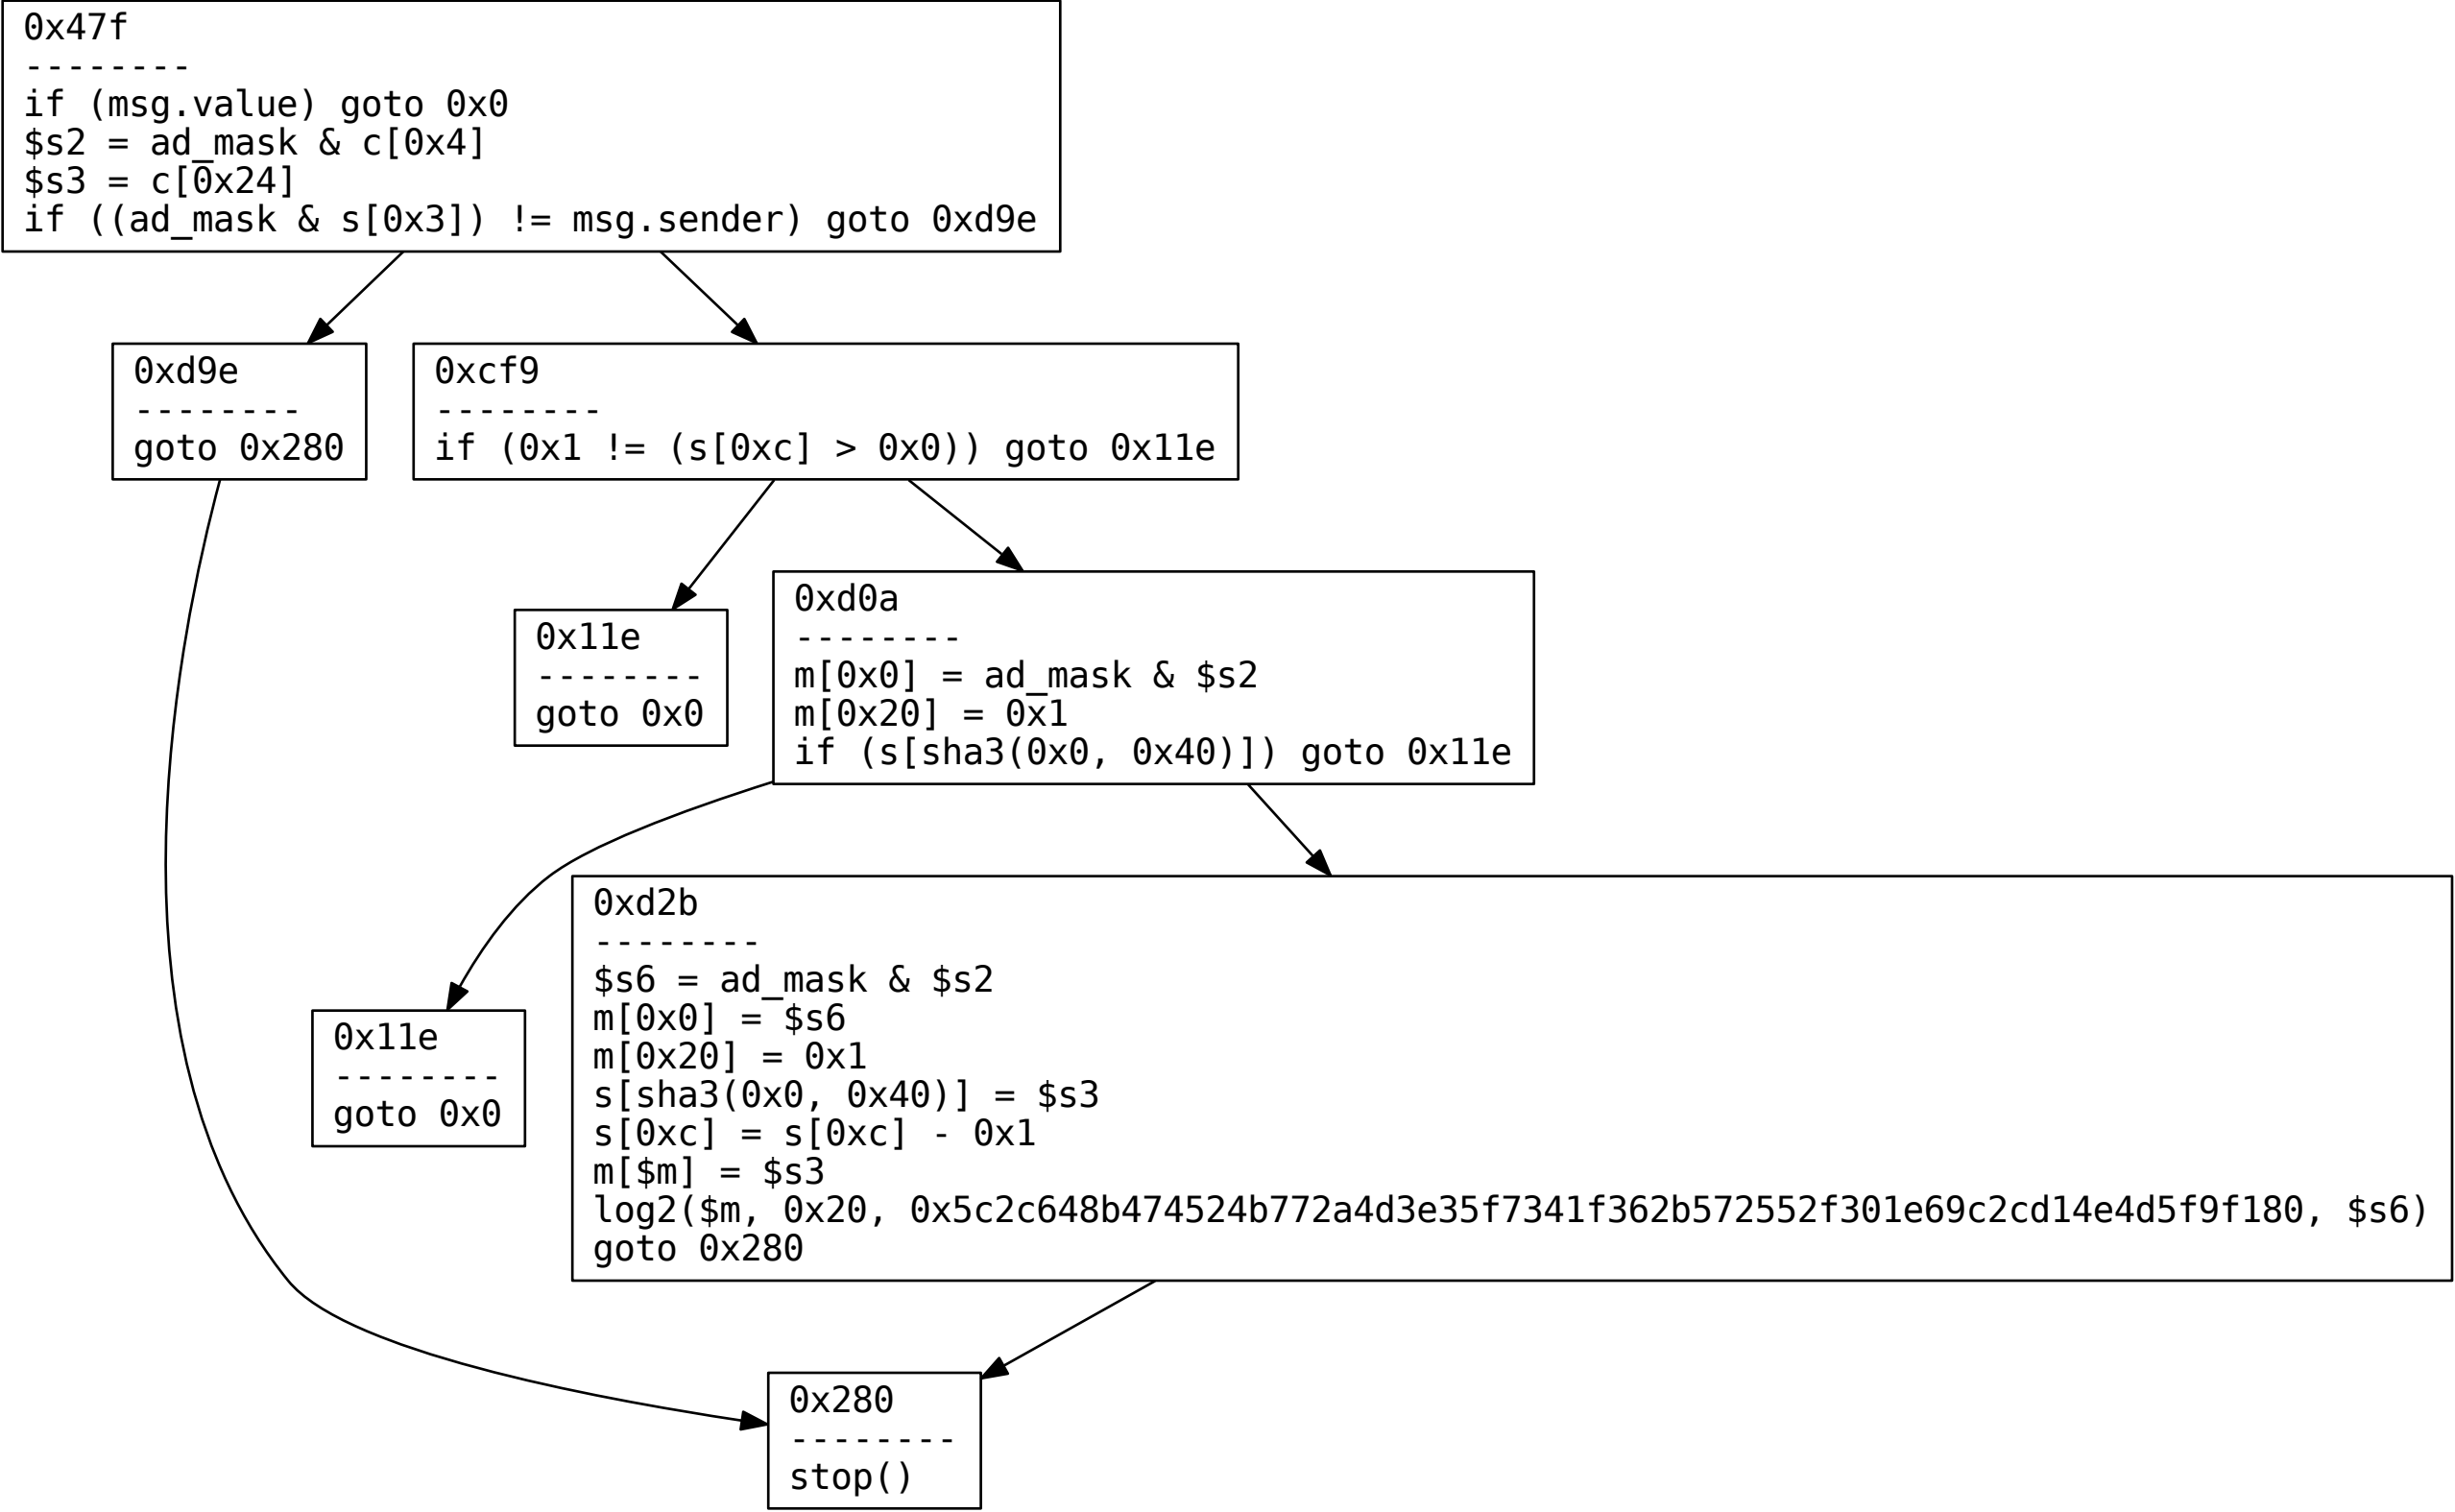 0x47f
--------
if (msg.value) goto 0x0
$s2 = ad_mask & c[0x4]
$s3 = c[0x24]
if ((ad_mask & s[0x3]) != msg.sender) goto 0xd9e
0xd9e
--------
goto 0x280
0xcf9
--------
if (0x1 != (s[0xc] > 0x0)) goto 0x11e
0x11e
--------
goto 0x0
0xd0a
--------
m[0x0] = ad_mask & $s2
m[0x20] = 0x1
if (s[sha3(0x0, 0x40)]) goto 0x11e
0x11e
--------
goto 0x0
0xd2b
--------
$s6 = ad_mask & $s2
m[0x0] = $s6
m[0x20] = 0x1
s[sha3(0x0, 0x40)] = $s3
s[0xc] = s[0xc] - 0x1
m[$m] = $s3
log2($m, 0x20, 0x5c2c648b474524b772a4d3e35f7341f362b572552f301e69c2cd14e4d5f9f180, $s6)
goto 0x280
0x280
--------
stop()